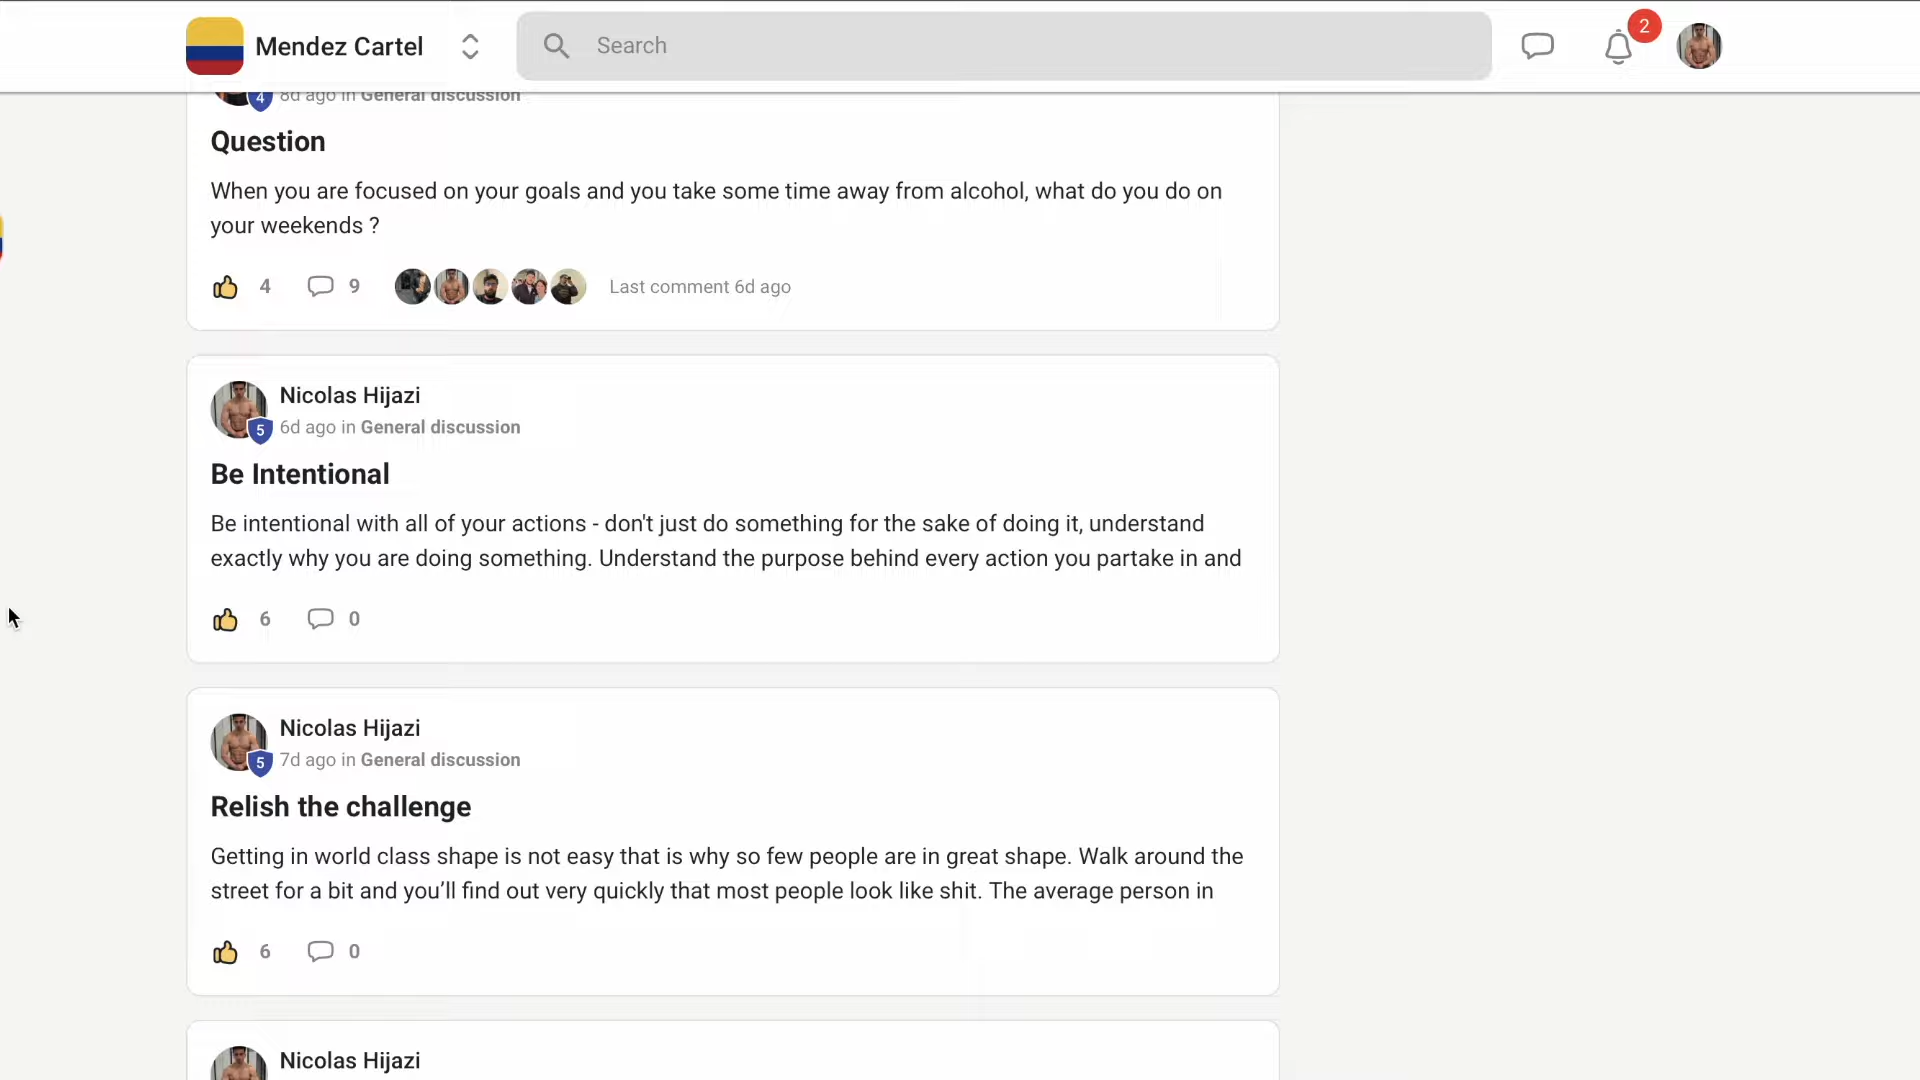 Mendez Cartel
Search
2
4
8d ago in General discussion
Question
When you are focused on your goals and you take some time away from alcohol, what do you do on
your weekends ?
4
9
Last comment 6d ago
Nicolas Hijazi
5
6d ago in General discussion
Be Intentional
Be intentional with all of your actions - don't just do something for the sake of doing it, understand
exactly why you are doing something. Understand the purpose behind every action you partake in and
6
0
Nicolas Hijazi
5
7d ago in General discussion
Relish the challenge
Getting in world class shape is not easy that is why so few people are in great shape. Walk around the
street for a bit and you’ll find out very quickly that most people look like shit. The average person in
6
0
Nicolas Hijazi